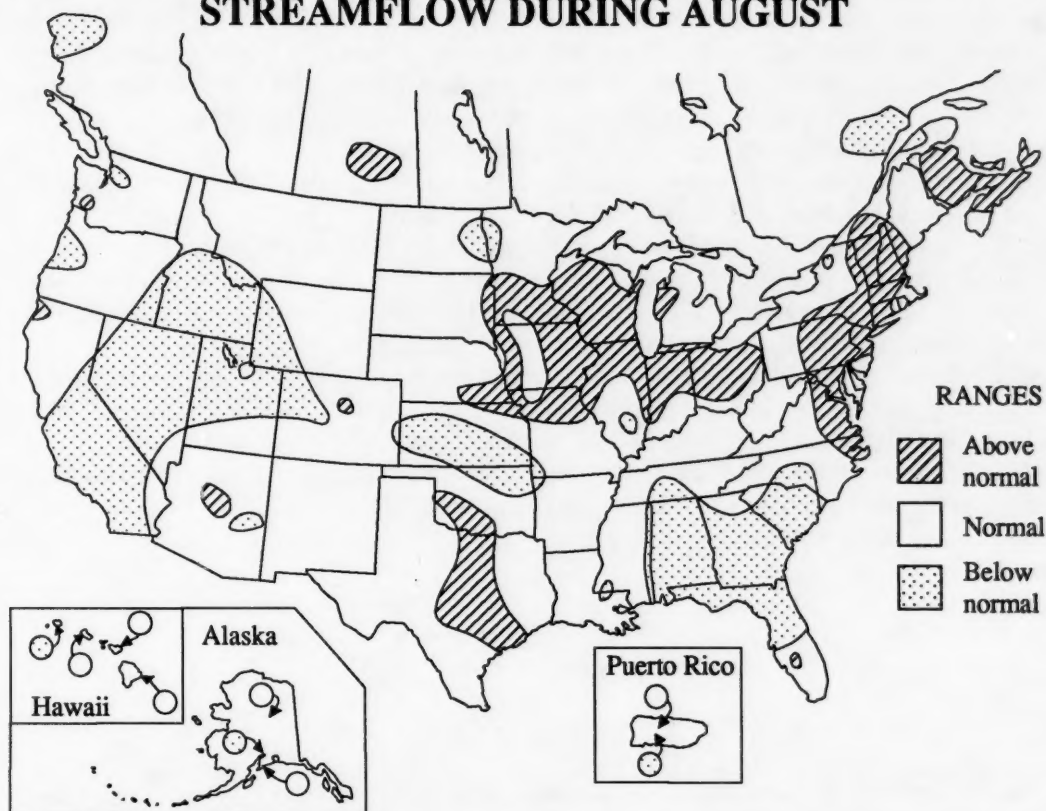 STREAMFLOW DURING AUGUST
RANGES
Above
normal
Normal
Below
normal
Alaska
Hawaii
Puerto Rico